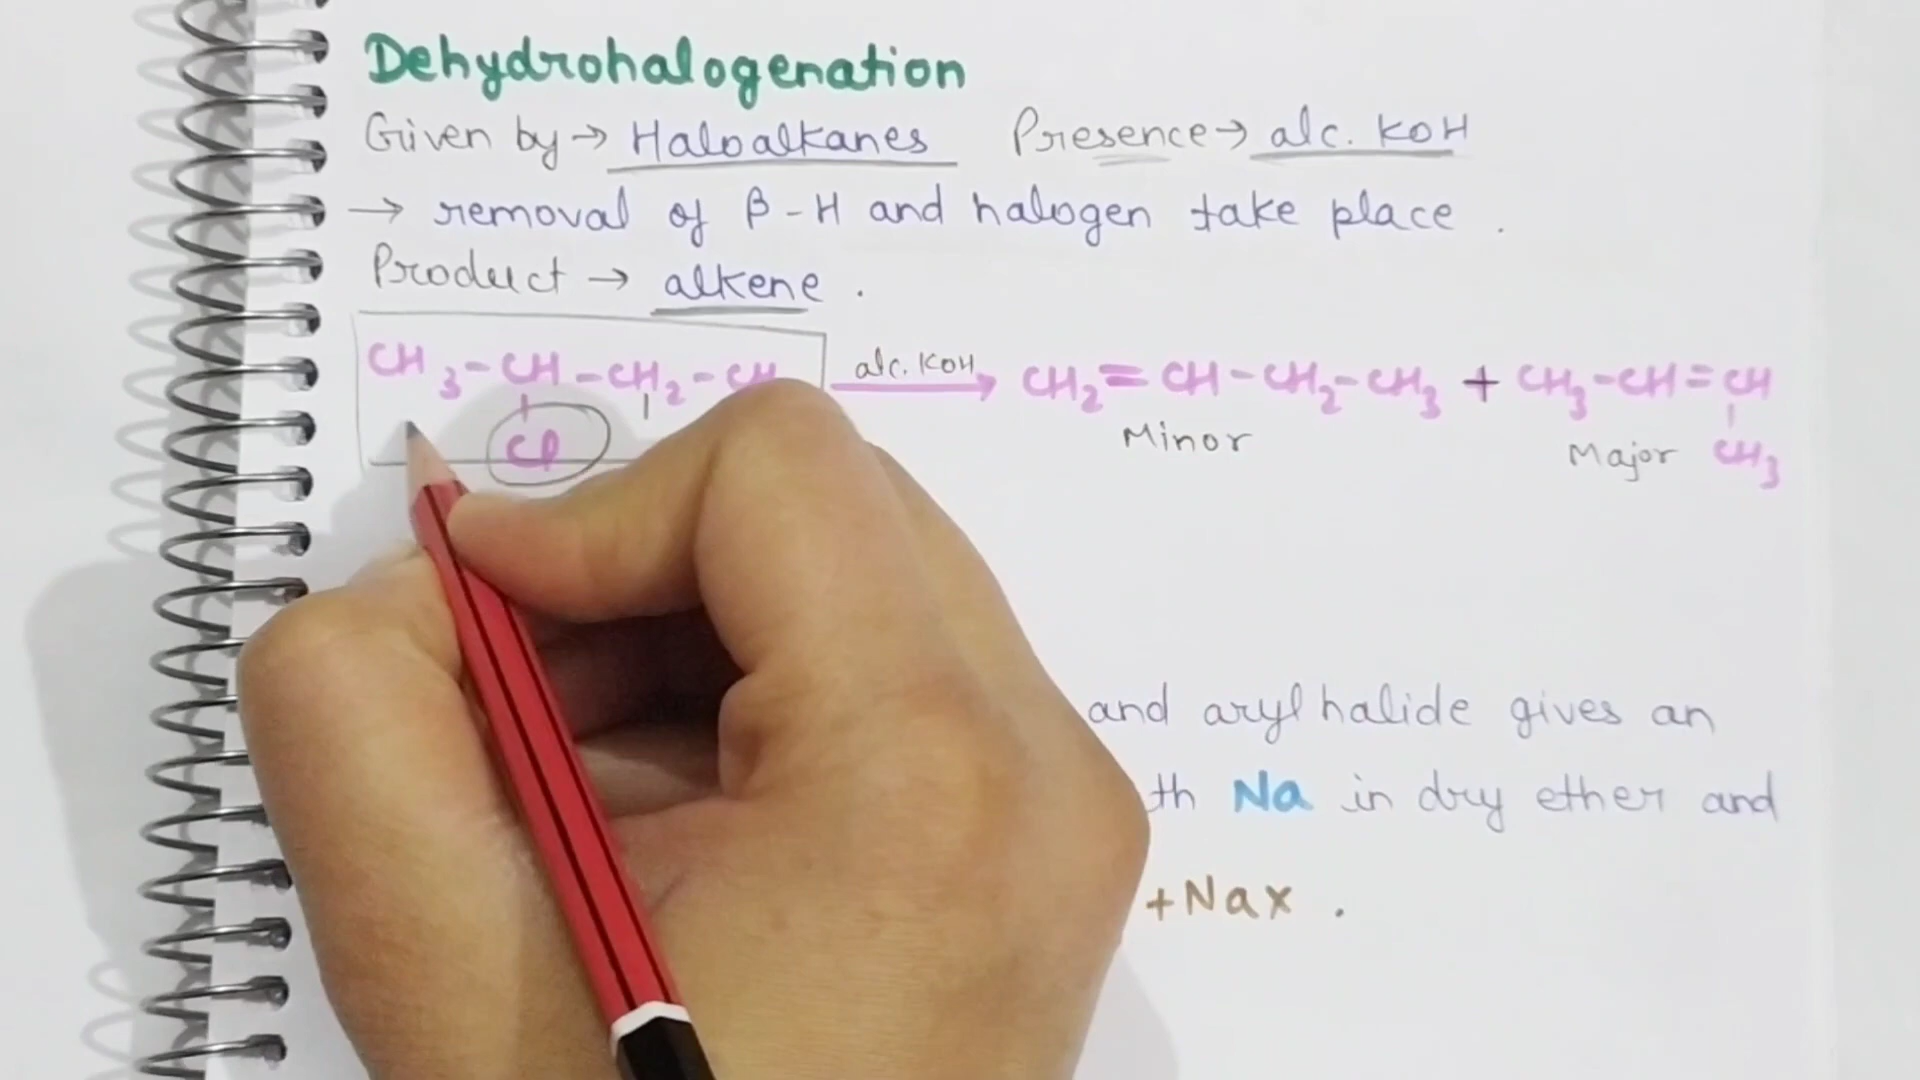 Dehydrohalogenation
Given by → Haloalkanes Presence → alc. KOH
→ removal of β-H and halogen take place .
Product → alkene .
CH3-CH-CH2-CH alc. KOH CH2=CH-CH2-CH3 + CH3-CH=CH
Cl Minor Major CH3
and aryl halide gives an
th Na in dry ether and
+Nax .